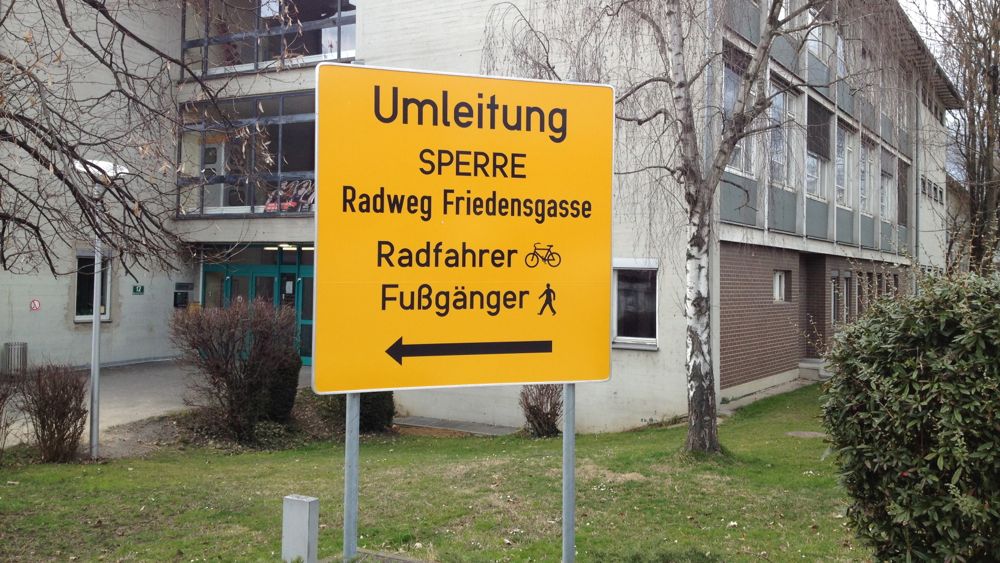 Umleitung
SPERRE
Radweg Friedensgasse
Radfahrer
Fußgänger